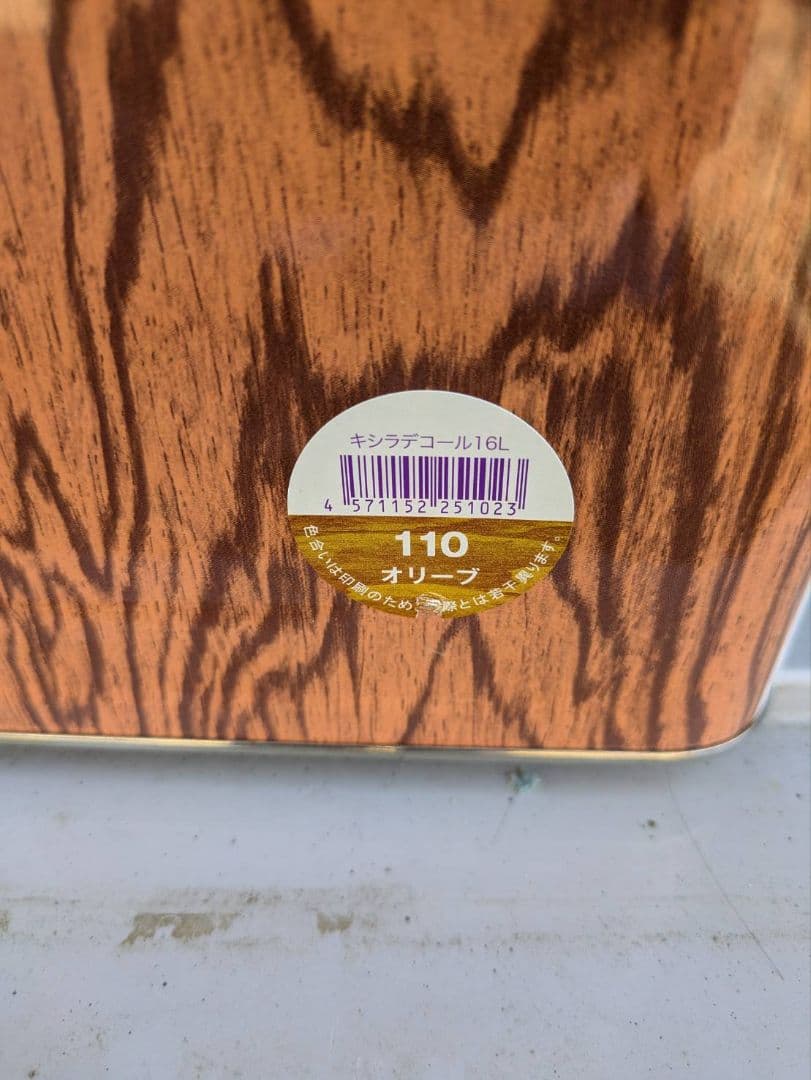 キシラデコール16L
4 571152 251023
110
オリーブ
色合いは印刷のため 際とは若干異ります。